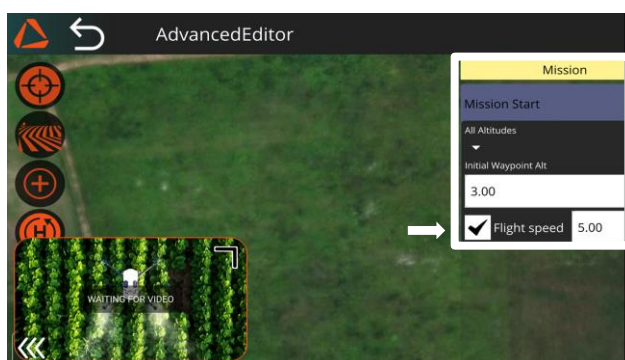 AdvancedEditor
Mission
Mission Start
All Altitudes
Initial Waypoint Alt
3.00
Flight speed 5.00
WAITING FOR VIDEO